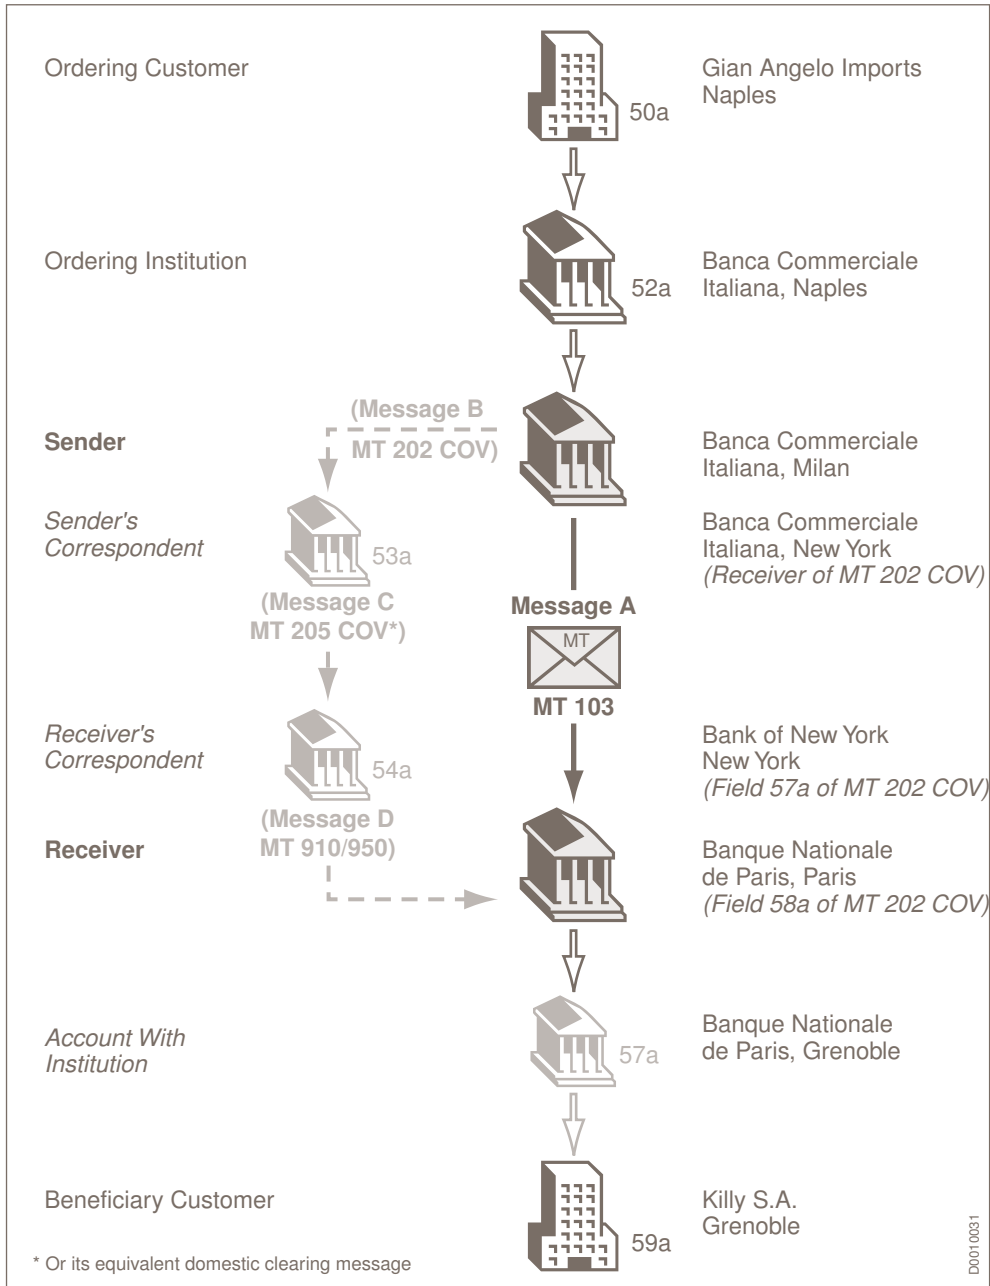 Ordering Customer
50a
Gian Angelo Imports
Naples
Ordering Institution
52a
Banca Commerciale
Italiana, Naples
(Message B
MT 202 COV)
Sender
Banca Commerciale
Italiana, Milan
Sender's
Correspondent
53a
Banca Commerciale
Italiana, New York
(Receiver of MT 202 COV)
(Message C
MT 205 COV*)
Message A
MT
MT 103
Receiver's
Correspondent
54a
Bank of New York
New York
(Field 57a of MT 202 COV)
(Message D
MT 910/950)
Receiver
Banque Nationale
de Paris, Paris
(Field 58a of MT 202 COV)
Account With
Institution
57a
Banque Nationale
de Paris, Grenoble
Beneficiary Customer
59a
Killy S.A.
Grenoble
* Or its equivalent domestic clearing message
D0010031